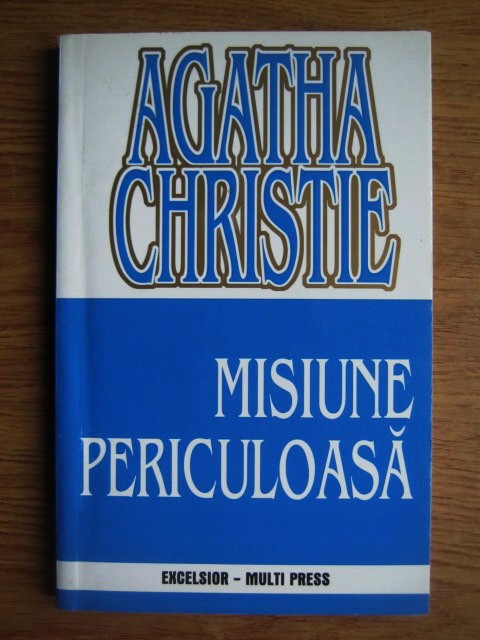 AGATHA
CHRISTIE
MISIUNE
PERICULOASĂ
EXCELSIOR – MULTI PRESS